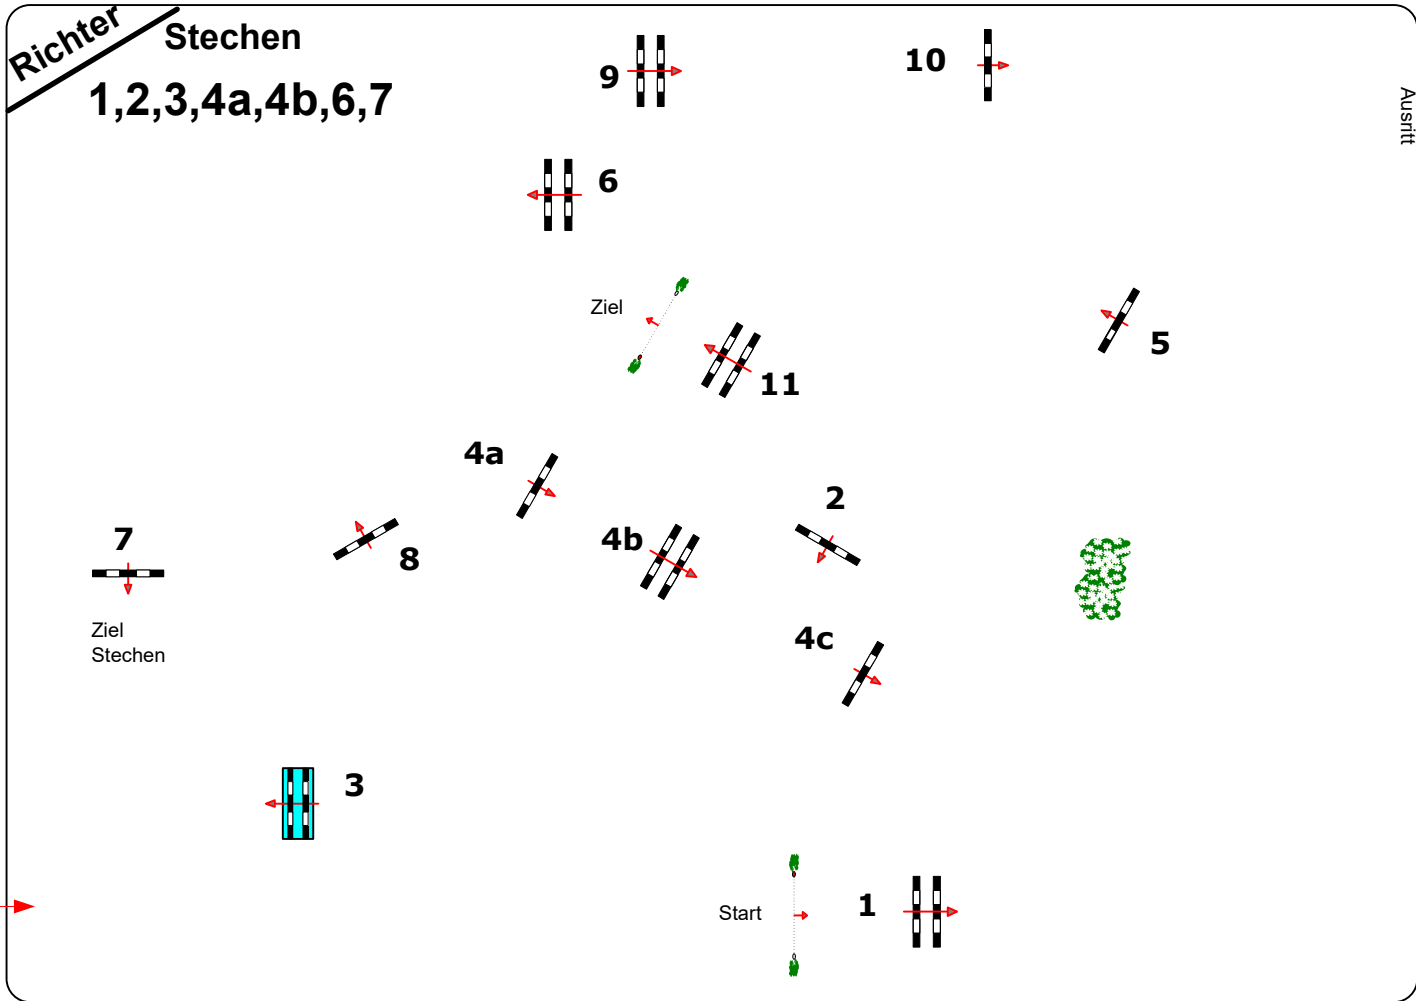 Richter
Stechen
1,2,3,4a,4b,6,7
9
10
Ausritt
6
Ziel
5
11
4a
2
4b
7
8
Ziel
Stechen
4c
3
Start
1